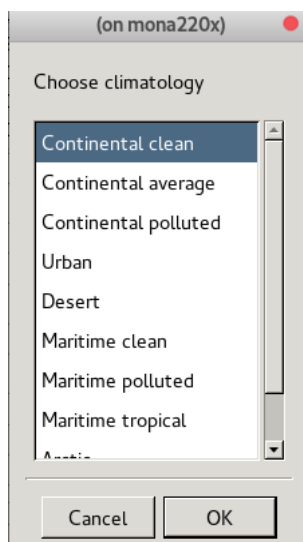 (on mona220x)
Choose climatology
Continental clean
Continental average
Continental polluted
Urban
Desert
Maritime clean
Maritime polluted
Maritime tropical
Arctic
Cancel
OK